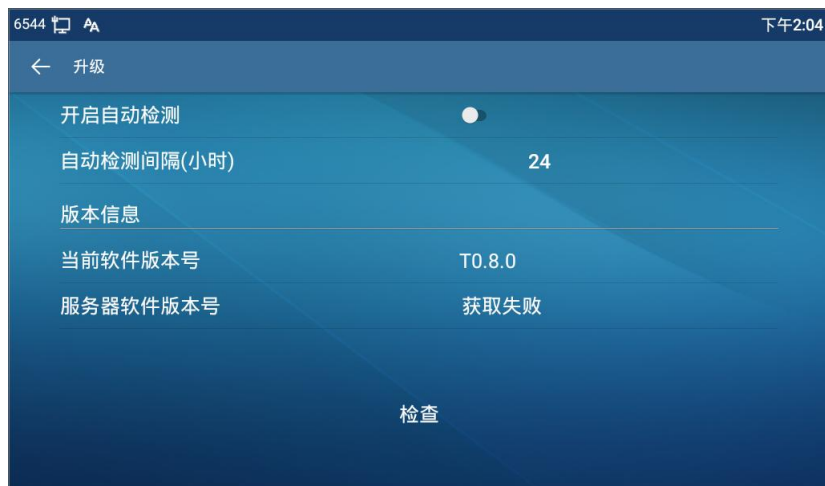 6544 下午2:04
升级
开启自动检测
自动检测间隔(小时) 24
版本信息
当前软件版本号 T0.8.0
服务器软件版本号 获取失败
检查